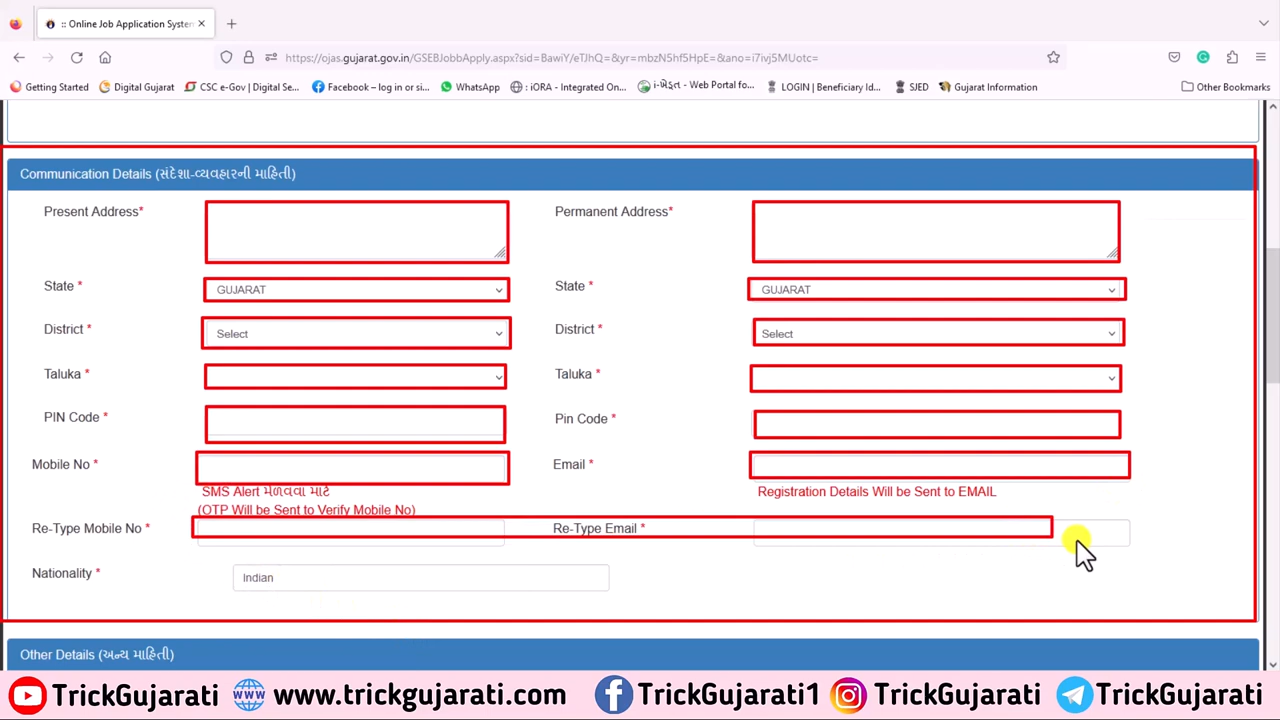 :: Online Job Application System
https://ojas.gujarat.gov.in/GSEBJobbApply.aspx?sid=BawiY/eTJhQ=&yr=mbzN5hf5HpE=&ano=i7ivj5MUotc=
Getting Started Digital Gujarat CSC e-Gov | Digital Se... Facebook – log in or si... WhatsApp : iORA - Integrated On... i-ખેડૂત - Web Portal fo... LOGIN | Beneficiary Id... SJED Gujarat Information Other Bookmarks
Communication Details (સંદેશા-વ્યવહારની માહિતી)
Present Address* Permanent Address*
State * GUJARAT State * GUJARAT
District * Select District * Select
Taluka * Taluka *
PIN Code * Pin Code *
Mobile No * Email *
SMS Alert મેળવવા માટે Registration Details Will be Sent to EMAIL
(OTP Will be Sent to Verify Mobile No)
Re-Type Mobile No * Re-Type Email *
Nationality * Indian
Other Details (અન્ય માહિતી)
TrickGujarati www.trickgujarati.com TrickGujarati1 TrickGujarati TrickGujarati